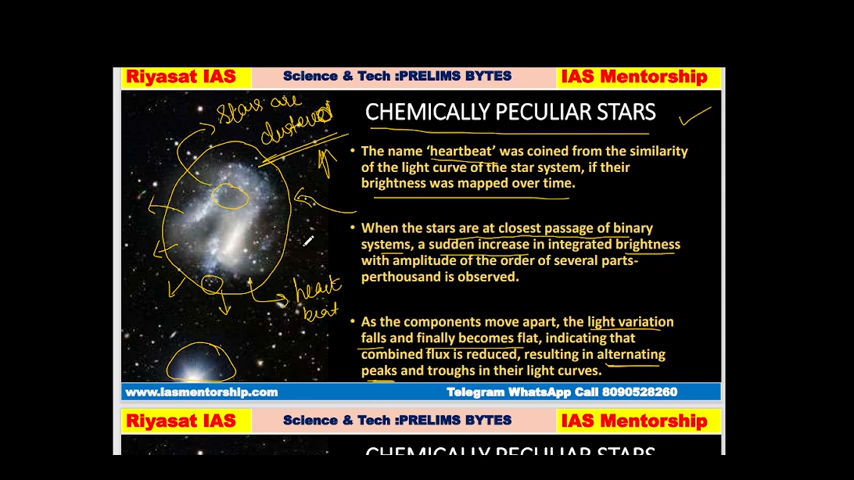 Riyasat IAS
Science & Tech :PRELIMS BYTES
IAS Mentorship
Stars are
clustered
heart
beat
CHEMICALLY PECULIAR STARS
• The name ‘heartbeat’ was coined from the similarity
of the light curve of the star system, if their
brightness was mapped over time.
• When the stars are at closest passage of binary
systems, a sudden increase in integrated brightness
with amplitude of the order of several parts-
perthousand is observed.
• As the components move apart, the light variation
falls and finally becomes flat, indicating that
combined flux is reduced, resulting in alternating
peaks and troughs in their light curves.
www.iasmentorship.com
Telegram WhatsApp Call 8090528260
Riyasat IAS
Science & Tech :PRELIMS BYTES
IAS Mentorship
CHEMICALLY PECULIAR STARS